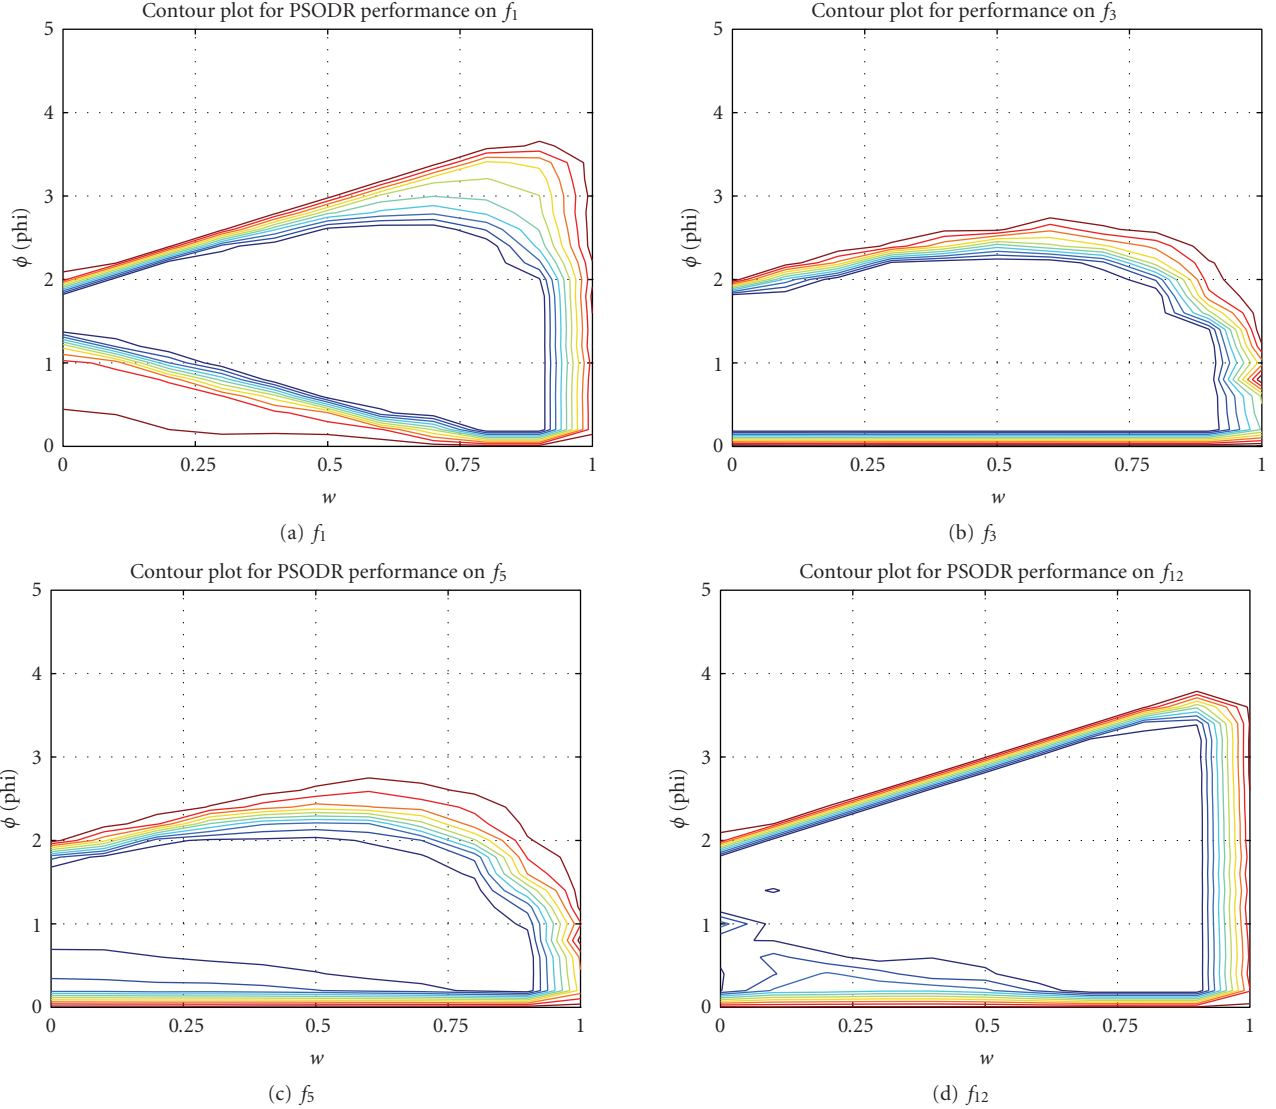 Contour plot for PSODR performance on f1
5
4
3
2
1
0
ϕ (phi)
0 0.25 0.5 0.75 1
w
(a) f1
Contour plot for performance on f3
5
4
3
2
1
0
ϕ (phi)
0 0.25 0.5 0.75 1
w
(b) f3
Contour plot for PSODR performance on f5
5
4
3
2
1
0
ϕ (phi)
0 0.25 0.5 0.75 1
w
(c) f5
Contour plot for PSODR performance on f12
5
4
3
2
1
0
ϕ (phi)
0 0.25 0.5 0.75 1
w
(d) f12